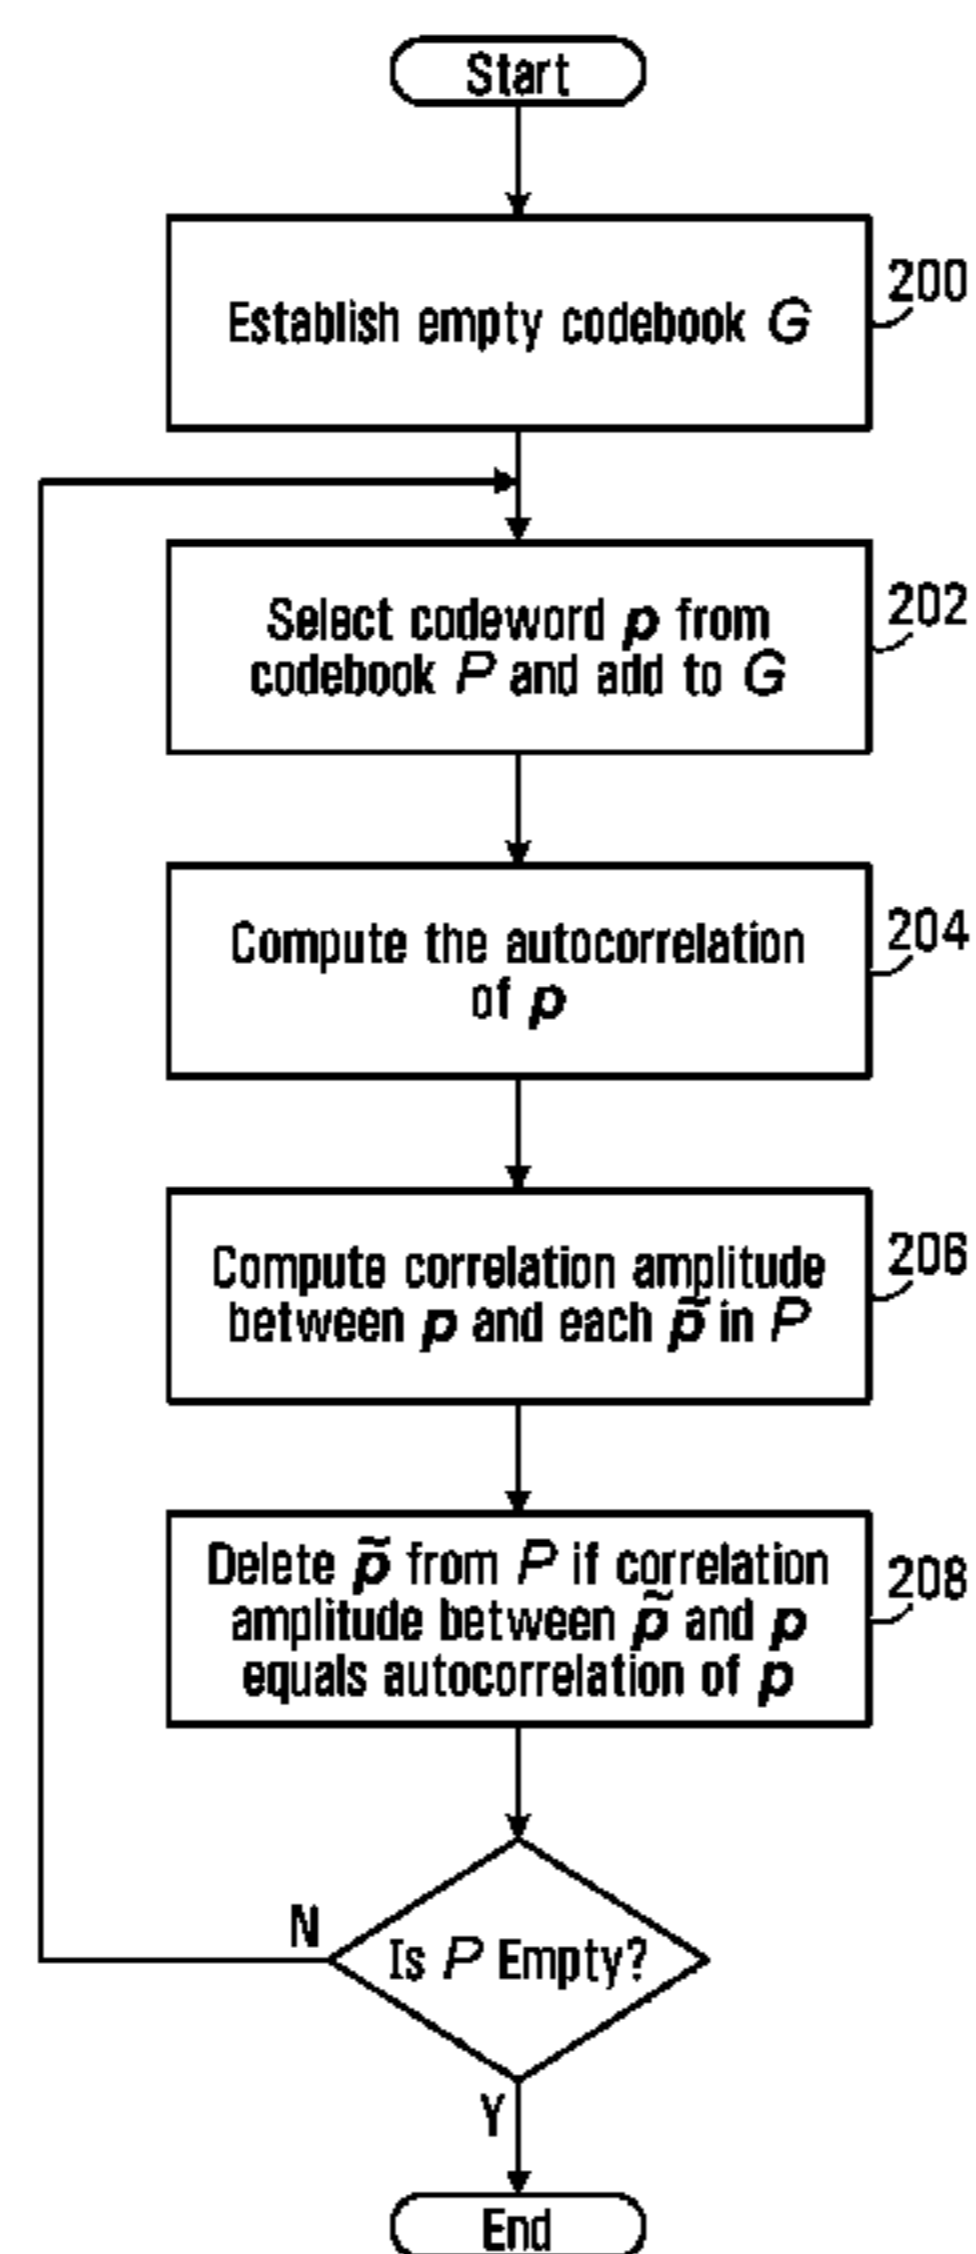 Start
Establish empty codebook G
200
Select codeword p from
codebook P and add to G
202
Compute the autocorrelation
of p
204
Compute correlation amplitude
between p and each p̃ in P
206
Delete p̃ from P if correlation
amplitude between p̃ and p
equals autocorrelation of p
208
N
Is P Empty?
Y
End